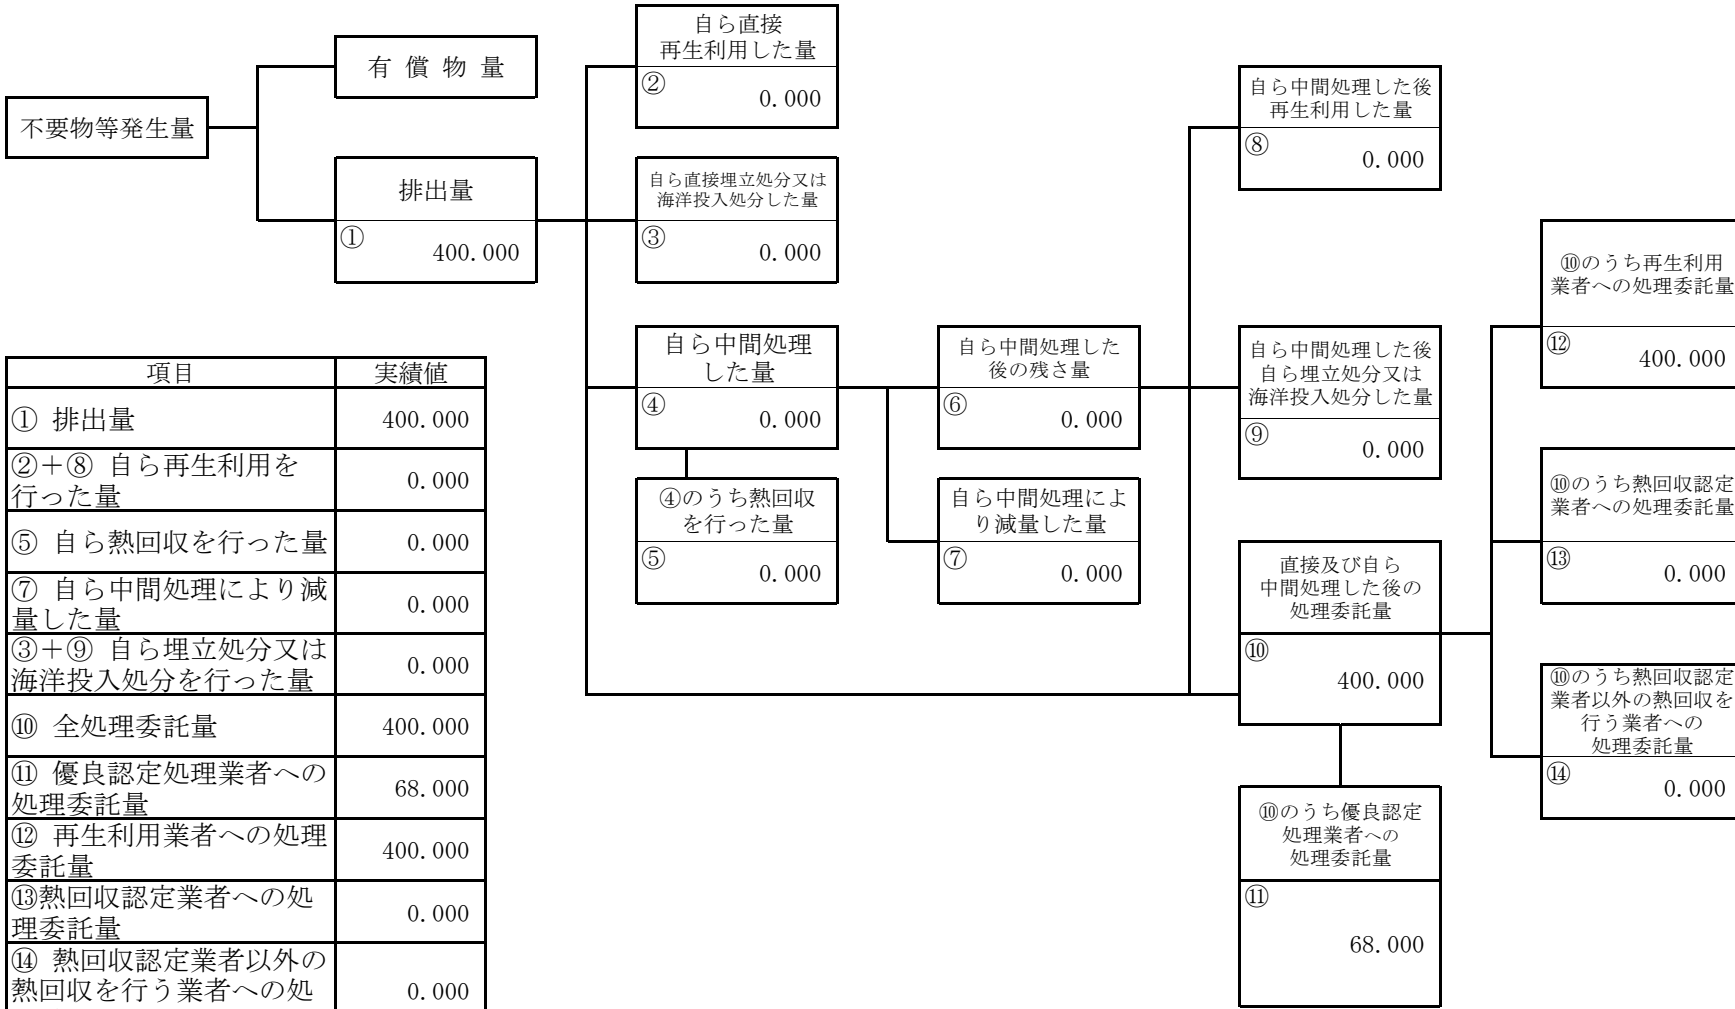 不要物等発生量
有 償 物 量
排出量
①
400.000
自ら直接
再生利用した量
②
0.000
自ら直接埋立処分又は
海洋投入処分した量
③
0.000
自ら中間処理
した量
④
0.000
④のうち熱回収
を行った量
⑤
0.000
自ら中間処理した
後の残さ量
⑥
0.000
自ら中間処理によ
り減量した量
⑦
0.000
自ら中間処理した後
再生利用した量
⑧
0.000
自ら中間処理した後
自ら埋立処分又は
海洋投入処分した量
⑨
0.000
直接及び自ら
中間処理した後の
処理委託量
⑩
400.000
⑩のうち優良認定
処理業者への
処理委託量
⑪
68.000
⑩のうち再生利用
業者への処理委託量
⑫
400.000
⑩のうち熱回収認定
業者への処理委託量
⑬
0.000
⑩のうち熱回収認定
業者以外の熱回収を
行う業者への
処理委託量
⑭
0.000
項目 実績値
① 排出量 400.000
②+⑧ 自ら再生利用を
行った量 0.000
⑤ 自ら熱回収を行った量 0.000
⑦ 自ら中間処理により減
量した量 0.000
③+⑨ 自ら埋立処分又は
海洋投入処分を行った量 0.000
⑩ 全処理委託量 400.000
⑪ 優良認定処理業者への
処理委託量 68.000
⑫ 再生利用業者への処理
委託量 400.000
⑬熱回収認定業者への処
理委託量 0.000
⑭ 熱回収認定業者以外の
熱回収を行う業者への処 0.000